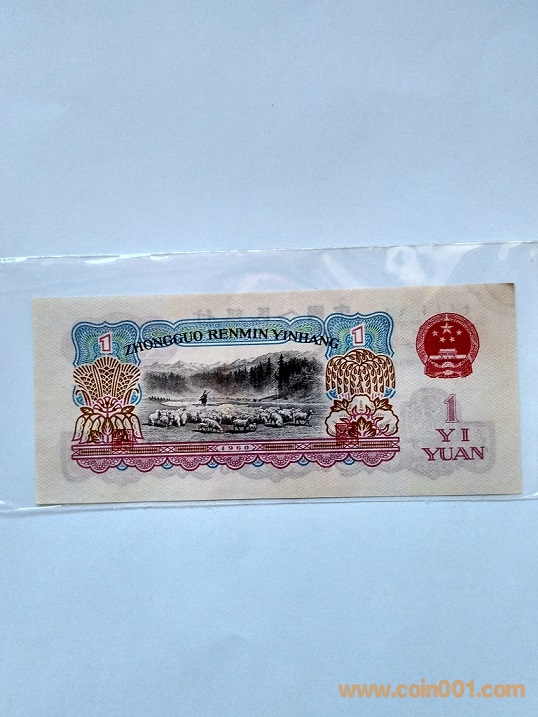 1 1
ZHONGGUO RENMIN YINHANG
1960
1
YI
YUAN
www.coin001.com